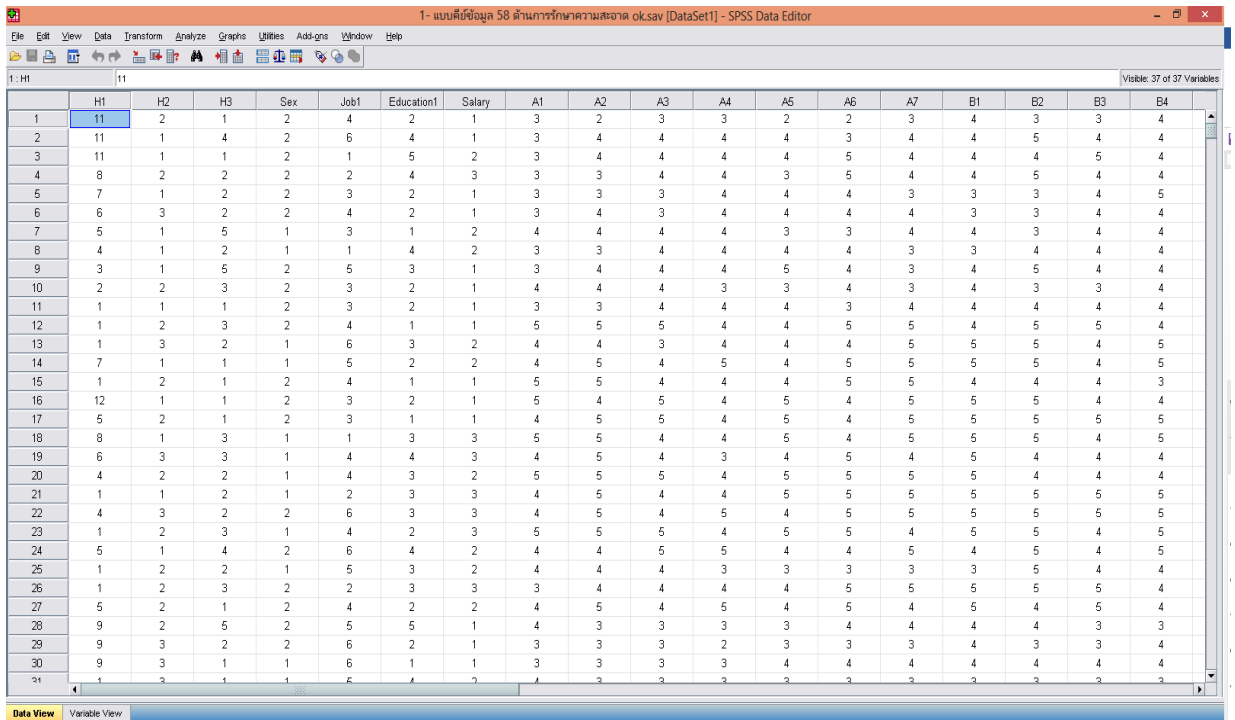 1- แบบคีย์ข้อมูล 58 ด้านการรักษาความสะอาด ok.sav [DataSet1] - SPSS Data Editor
File Edit View Data Transform Analyze Graphs Utilities Add-ons Window Help
1 : H1 11 Visible: 37 of 37 Variables
H1 H2 H3 Sex Job1 Education1 Salary A1 A2 A3 A4 A5 A6 A7 B1 B2 B3 B4
1 11 2 1 2 4 2 1 3 2 3 3 2 2 3 4 3 3 4
2 11 1 4 2 6 4 1 3 4 4 4 4 3 4 4 5 4 4
3 11 1 1 2 1 5 2 3 4 4 4 4 5 4 4 4 5 4
4 8 2 2 2 2 4 3 3 3 4 4 3 5 4 4 5 4 4
5 7 1 2 2 3 2 1 3 3 3 4 4 4 3 3 3 4 5
6 6 3 2 2 4 2 1 3 4 3 4 4 4 4 3 3 4 4
7 5 1 5 1 3 1 2 4 4 4 4 3 3 4 4 3 4 4
8 4 1 2 1 1 4 2 3 3 4 4 4 4 3 3 4 4 4
9 3 1 5 2 5 3 1 3 4 4 4 5 4 3 4 5 4 4
10 2 2 3 2 3 2 1 4 4 4 3 3 4 3 4 3 3 4
11 1 1 1 2 3 2 1 3 3 4 4 4 3 4 4 4 4 4
12 1 2 3 2 4 1 1 5 5 5 4 4 5 5 4 5 5 4
13 1 3 2 1 6 3 2 4 4 3 4 4 4 5 5 5 4 5
14 7 1 1 1 5 2 2 4 5 4 5 4 5 5 5 5 4 5
15 1 2 1 2 4 1 1 5 5 4 4 4 5 5 4 4 4 3
16 12 1 1 2 3 2 1 5 4 5 4 5 4 5 5 5 4 4
17 5 2 1 2 3 1 1 4 5 5 4 5 4 5 5 5 5 5
18 8 1 3 1 1 3 3 5 5 4 4 5 4 5 5 5 4 5
19 6 3 3 1 4 4 3 4 5 4 3 4 5 4 5 4 4 4
20 4 2 2 1 4 3 2 5 5 5 4 5 5 5 5 4 4 4
21 1 1 2 1 2 3 3 4 5 4 4 5 5 5 5 5 5 5
22 4 3 2 2 6 3 3 4 5 4 5 4 5 4 5 5 5 5
23 1 2 3 1 4 2 3 5 5 5 4 5 5 4 5 5 4 5
24 5 1 4 2 6 4 2 4 4 5 5 4 4 5 4 5 4 4
25 1 2 2 1 5 3 2 4 4 4 3 3 3 3 3 5 4 4
26 1 2 3 2 2 3 3 3 4 4 4 4 5 5 5 5 5 4
27 5 2 1 2 4 2 2 4 5 4 5 4 5 4 5 4 5 4
28 9 2 5 2 5 5 1 4 3 3 3 3 4 4 4 4 3 3
29 9 3 2 2 6 2 1 3 3 3 2 3 3 3 4 3 3 4
30 9 3 1 1 6 1 1 3 3 3 3 4 4 4 4 4 4 4
Data View Variable View